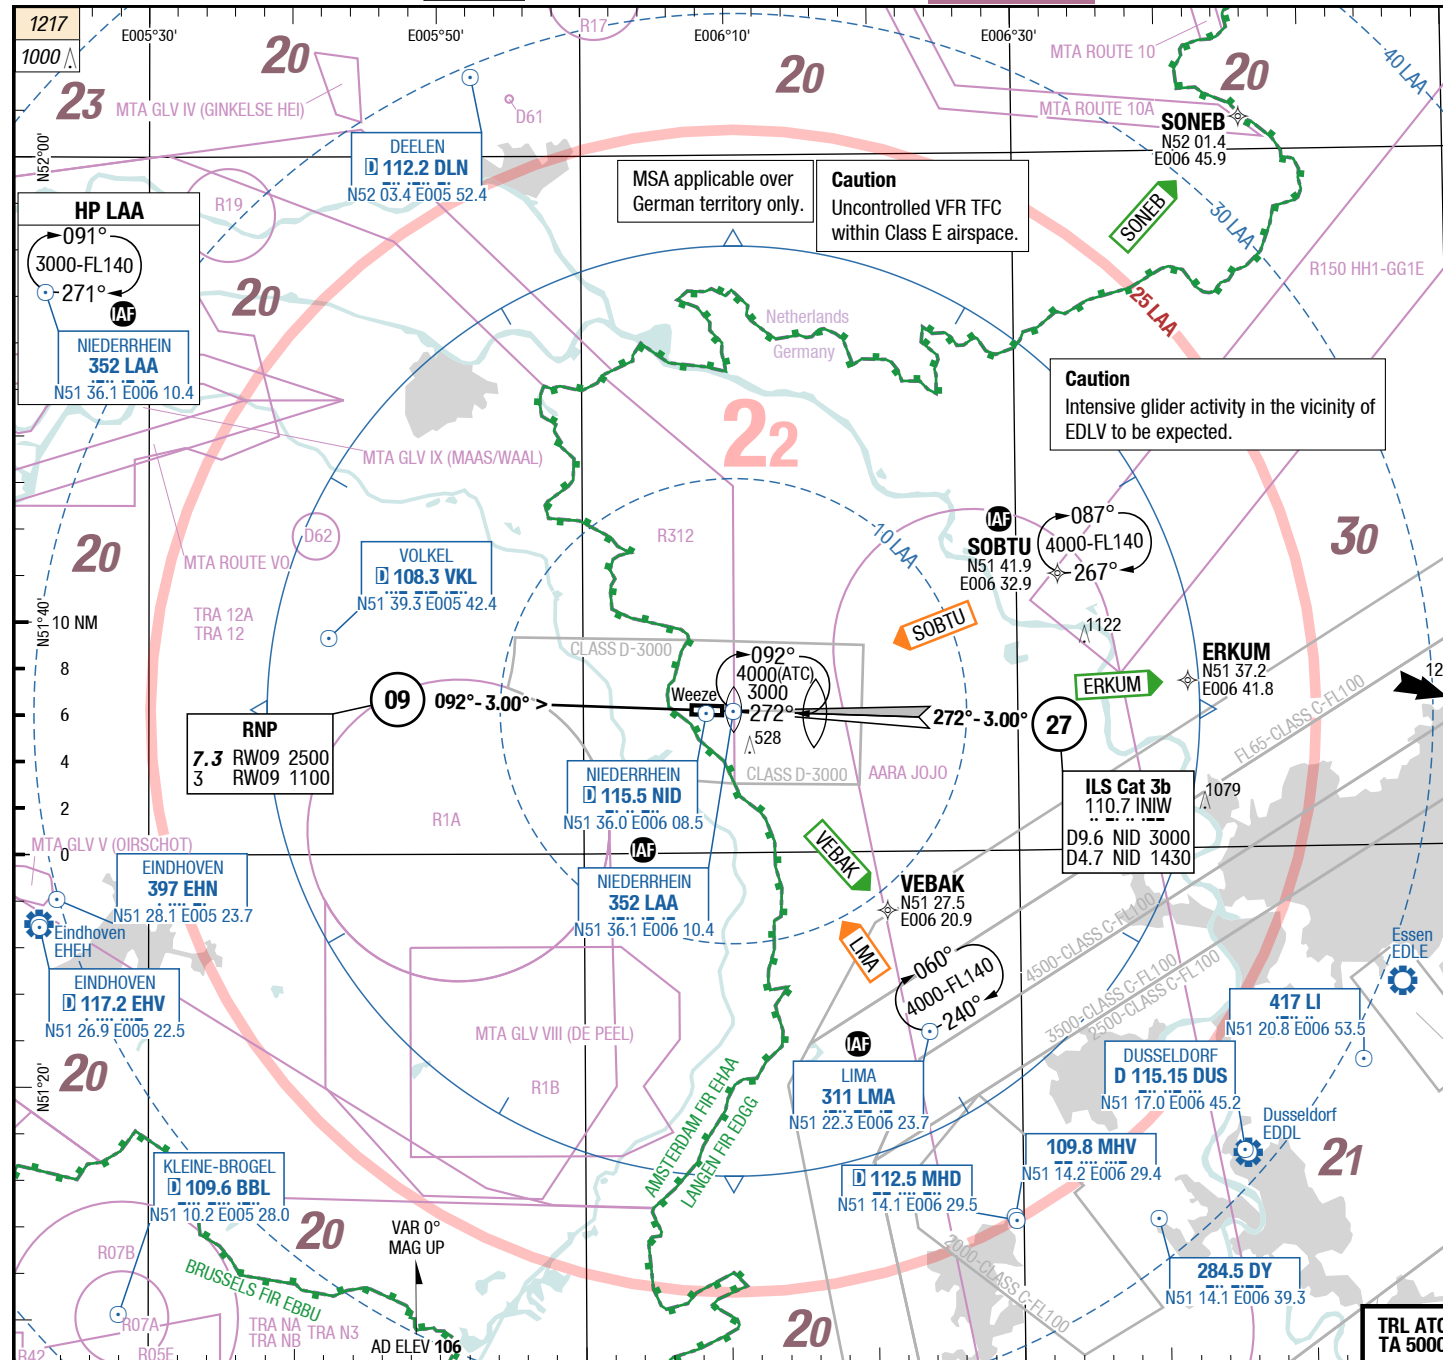 1217
1000
E005°30'
E005°50'
E006°10'
E006°30'
R17
MTA ROUTE 10
40 LAA
20
20
20
23
MTA GLV IV (GINKELSE HEI)
D61
MTA ROUTE 10A
SONEB
N52 01.4
E006 45.9
N52°00'
DEELEN
D 112.2 DLN
N52 03.4 E005 52.4
MSA applicable over
German territory only.
Caution
Uncontrolled VFR TFC
within Class E airspace.
SONEB
30 LAA
R19
HP LAA
091°
3000-FL140
271°
IAF
NIEDERRHEIN
352 LAA
N51 36.1 E006 10.4
20
R150 HH1-GG1E
25 LAA
Netherlands
Germany
Caution
Intensive glider activity in the vicinity of
EDLV to be expected.
22
MTA GLV IX (MAAS/WAAL)
20
D62
R312
10 LAA
IAF
SOBTU
N51 41.9
E006 32.9
087°
4000-FL140
267°
30
MTA ROUTE VO
VOLKEL
D 108.3 VKL
N51 39.3 E005 42.4
TRA 12A
TRA 12
N51°40'
10 NM
8
6
4
2
0
SOBTU
1122
CLASS D-3000
092°
4000(ATC)
3000
272°
528
ERKUM
ERKUM
N51 37.2
E006 41.8
12
FL65-CLASS C-FL100
Weeze
09
092°- 3.00° >
272°- 3.00°
27
RNP
7.3 RW09 2500
3 RW09 1100
CLASS D-3000
AARA JOJO
NIEDERRHEIN
D 115.5 NID
N51 36.0 E006 08.5
ILS Cat 3b
110.7 INIW
D9.6 NID 3000
D4.7 NID 1430
1079
R1A
MTA GLV V (OIRSCHOT)
IAF
NIEDERRHEIN
352 LAA
N51 36.1 E006 10.4
VEBAK
VEBAK
N51 27.5
E006 20.9
EINDHOVEN
397 EHN
N51 28.1 E005 23.7
Eindhoven
EHEH
EINDHOVEN
D 117.2 EHV
N51 26.9 E005 22.5
LMA
060°
4000-FL140
240°
4500-CLASS C-FL100
3500-CLASS C-FL100
2500-CLASS C-FL100
Essen
EDLE
417 LI
N51 20.8 E006 53.5
MTA GLV VIII (DE PEEL)
R1B
IAF
LIMA
311 LMA
N51 22.3 E006 23.7
DUSSELDORF
D 115.15 DUS
N51 17.0 E006 45.2
Dusseldorf
EDDL
20
N51°20'
AMSTERDAM FIR EHAA
LANGEN FIR EDGG
109.8 MHV
N51 14.2 E006 29.4
21
KLEINE-BROGEL
D 109.6 BBL
N51 10.2 E005 28.0
D 112.5 MHD
N51 14.1 E006 29.5
20
VAR 0°
MAG UP
R07B
BRUSSELS FIR EBBU
2000-CLASS C-FL100
284.5 DY
N51 14.1 E006 39.3
R07A
TRA NA
TRA NB
TRA N3
R42
R05F
AD ELEV 106
20
TRL ATC
TA 5000